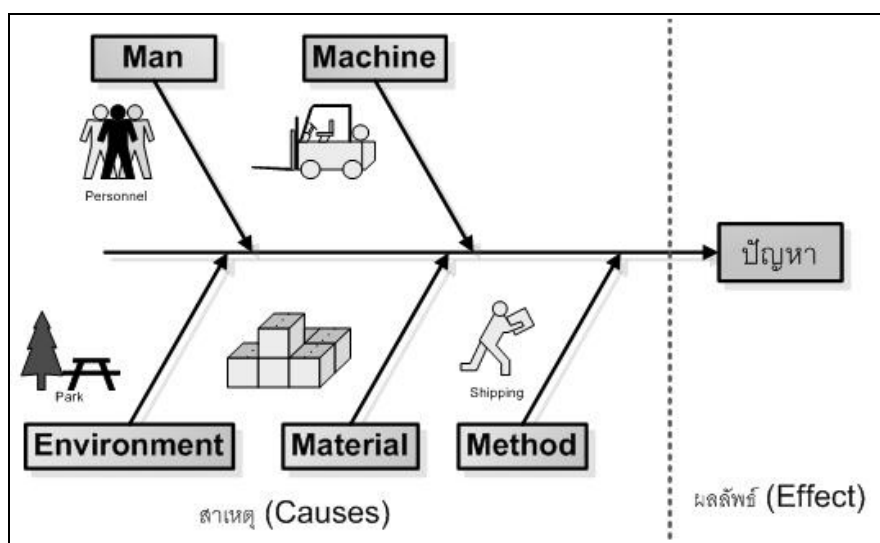 Man
Machine
Personnel
ปัญหา
Park
Shipping
Environment
Material
Method
สาเหตุ (Causes)
ผลลัพธ์ (Effect)